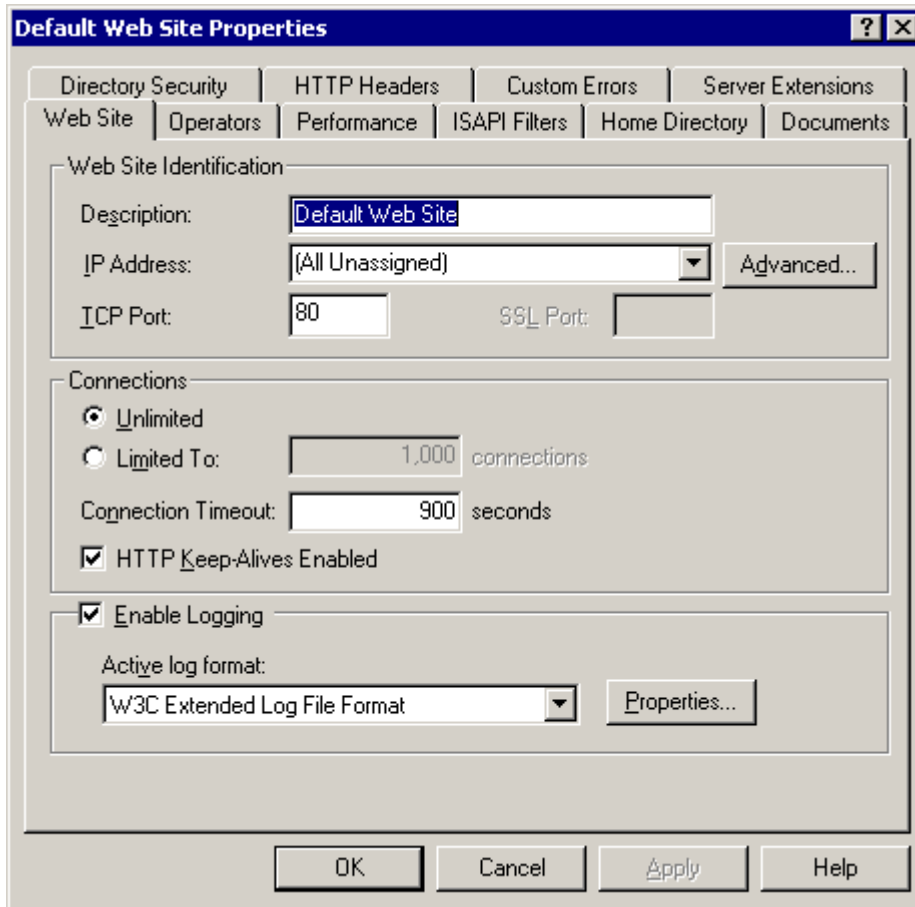 Default Web Site Properties
Directory Security HTTP Headers Custom Errors Server Extensions
Web Site Operators Performance ISAPI Filters Home Directory Documents
Web Site Identification
Description: Default Web Site
IP Address: (All Unassigned) Advanced...
TCP Port: 80 SSL Port:
Connections
Unlimited
Limited To: 1,000 connections
Connection Timeout: 900 seconds
HTTP Keep-Alives Enabled
Enable Logging
Active log format:
W3C Extended Log File Format Properties...
OK Cancel Apply Help